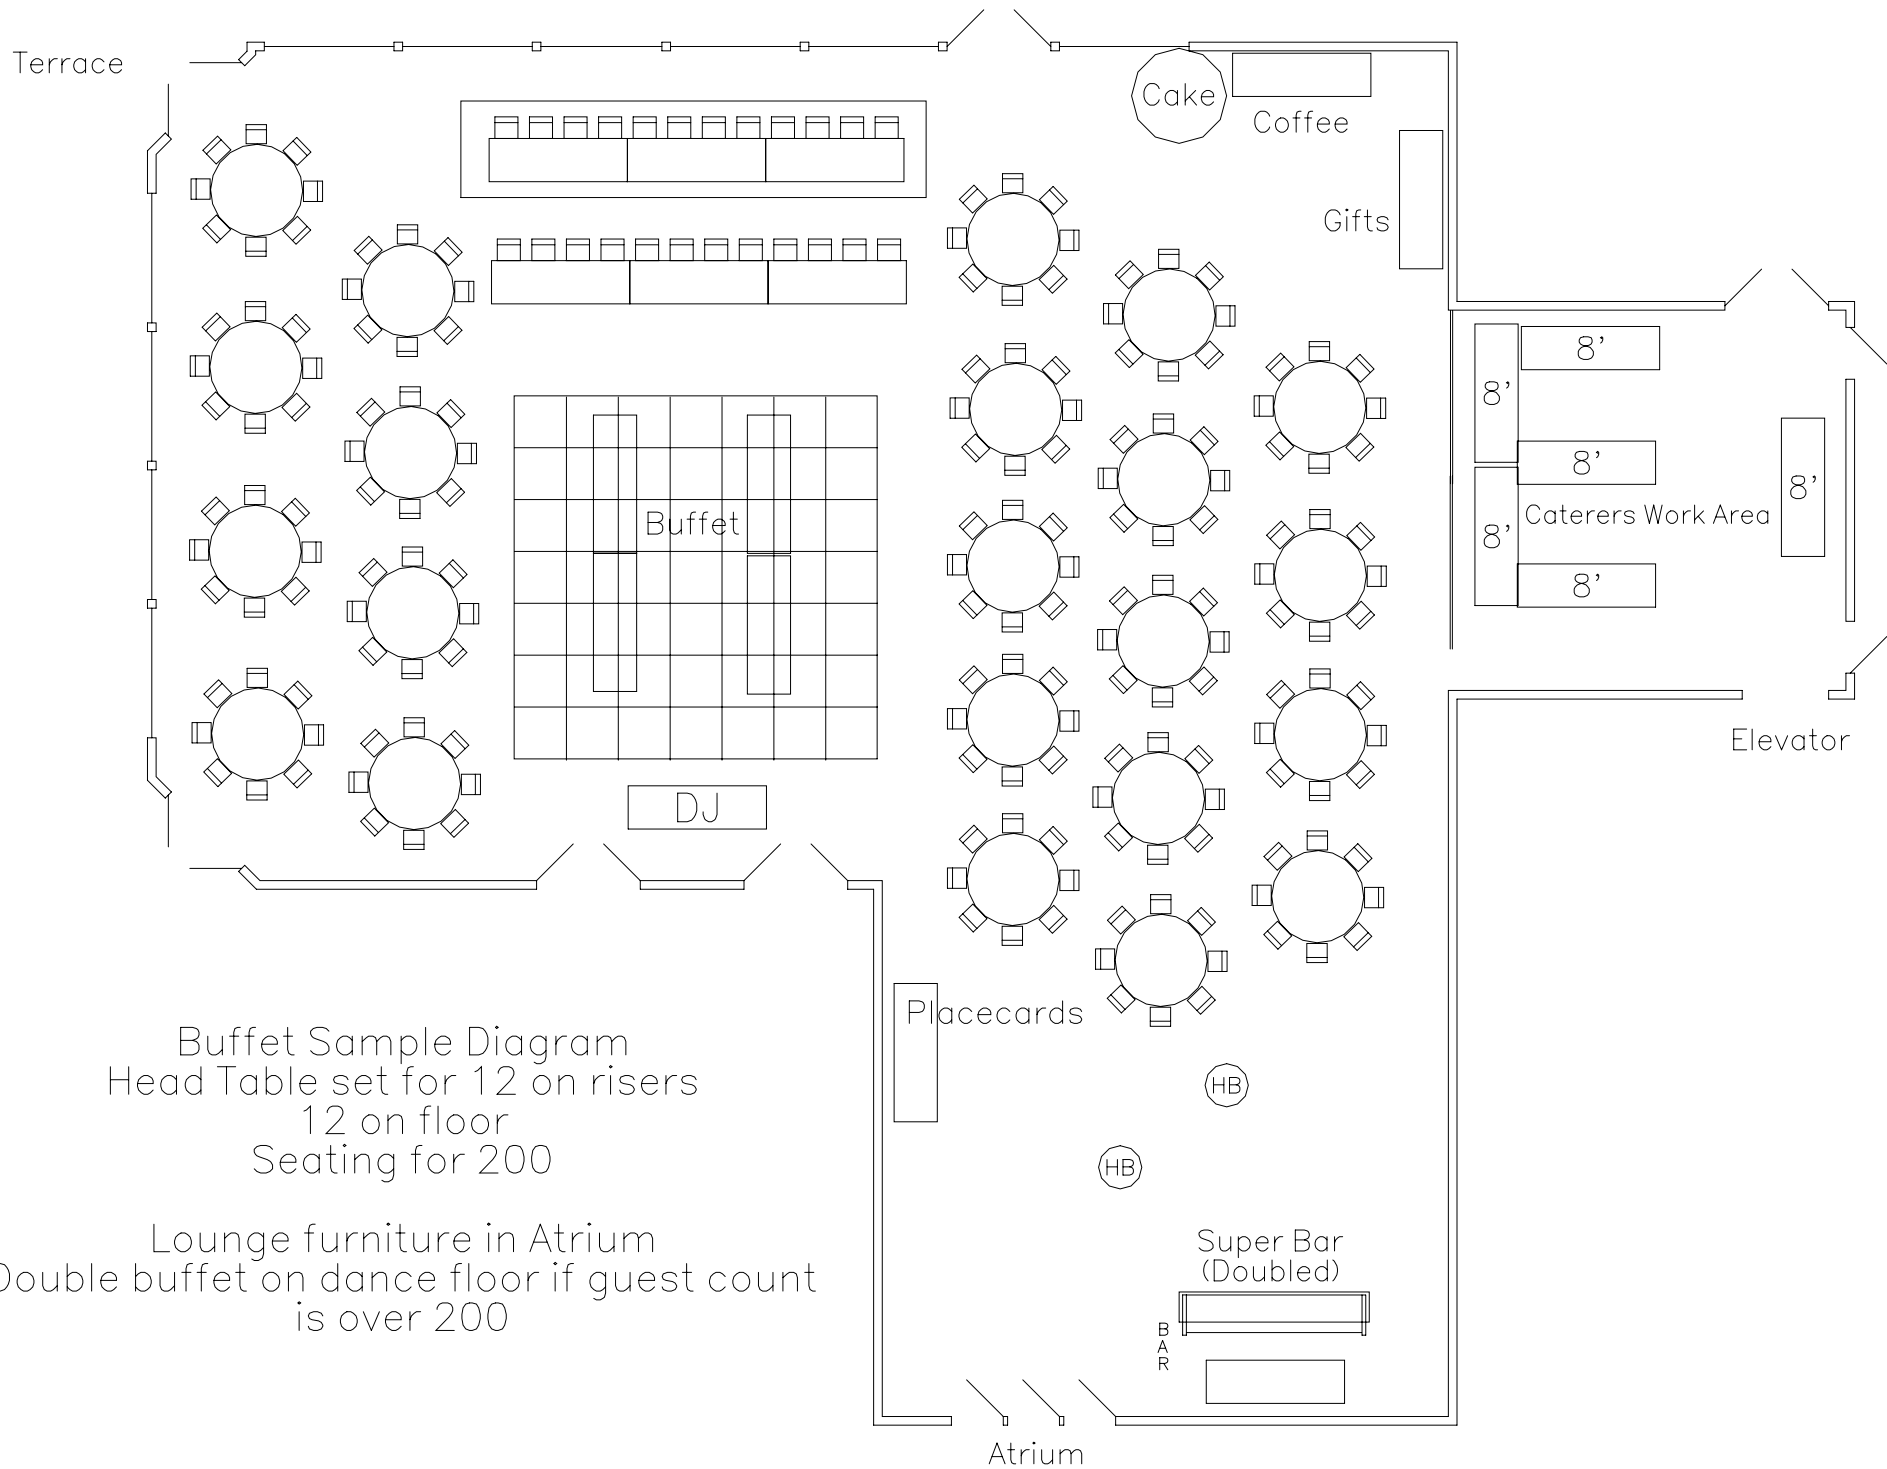 Terrace
Cake
Coffee
Gifts
8'
8'
8'
8'
8'
8'
Caterers Work Area
Buffet
Elevator
DJ
Placecards
Buffet Sample Diagram
Head Table set for 12 on risers
12 on floor
Seating for 200
HB
HB
Lounge furniture in Atrium
Double buffet on dance floor if guest count
is over 200
Super Bar
(Doubled)
BAR
Atrium